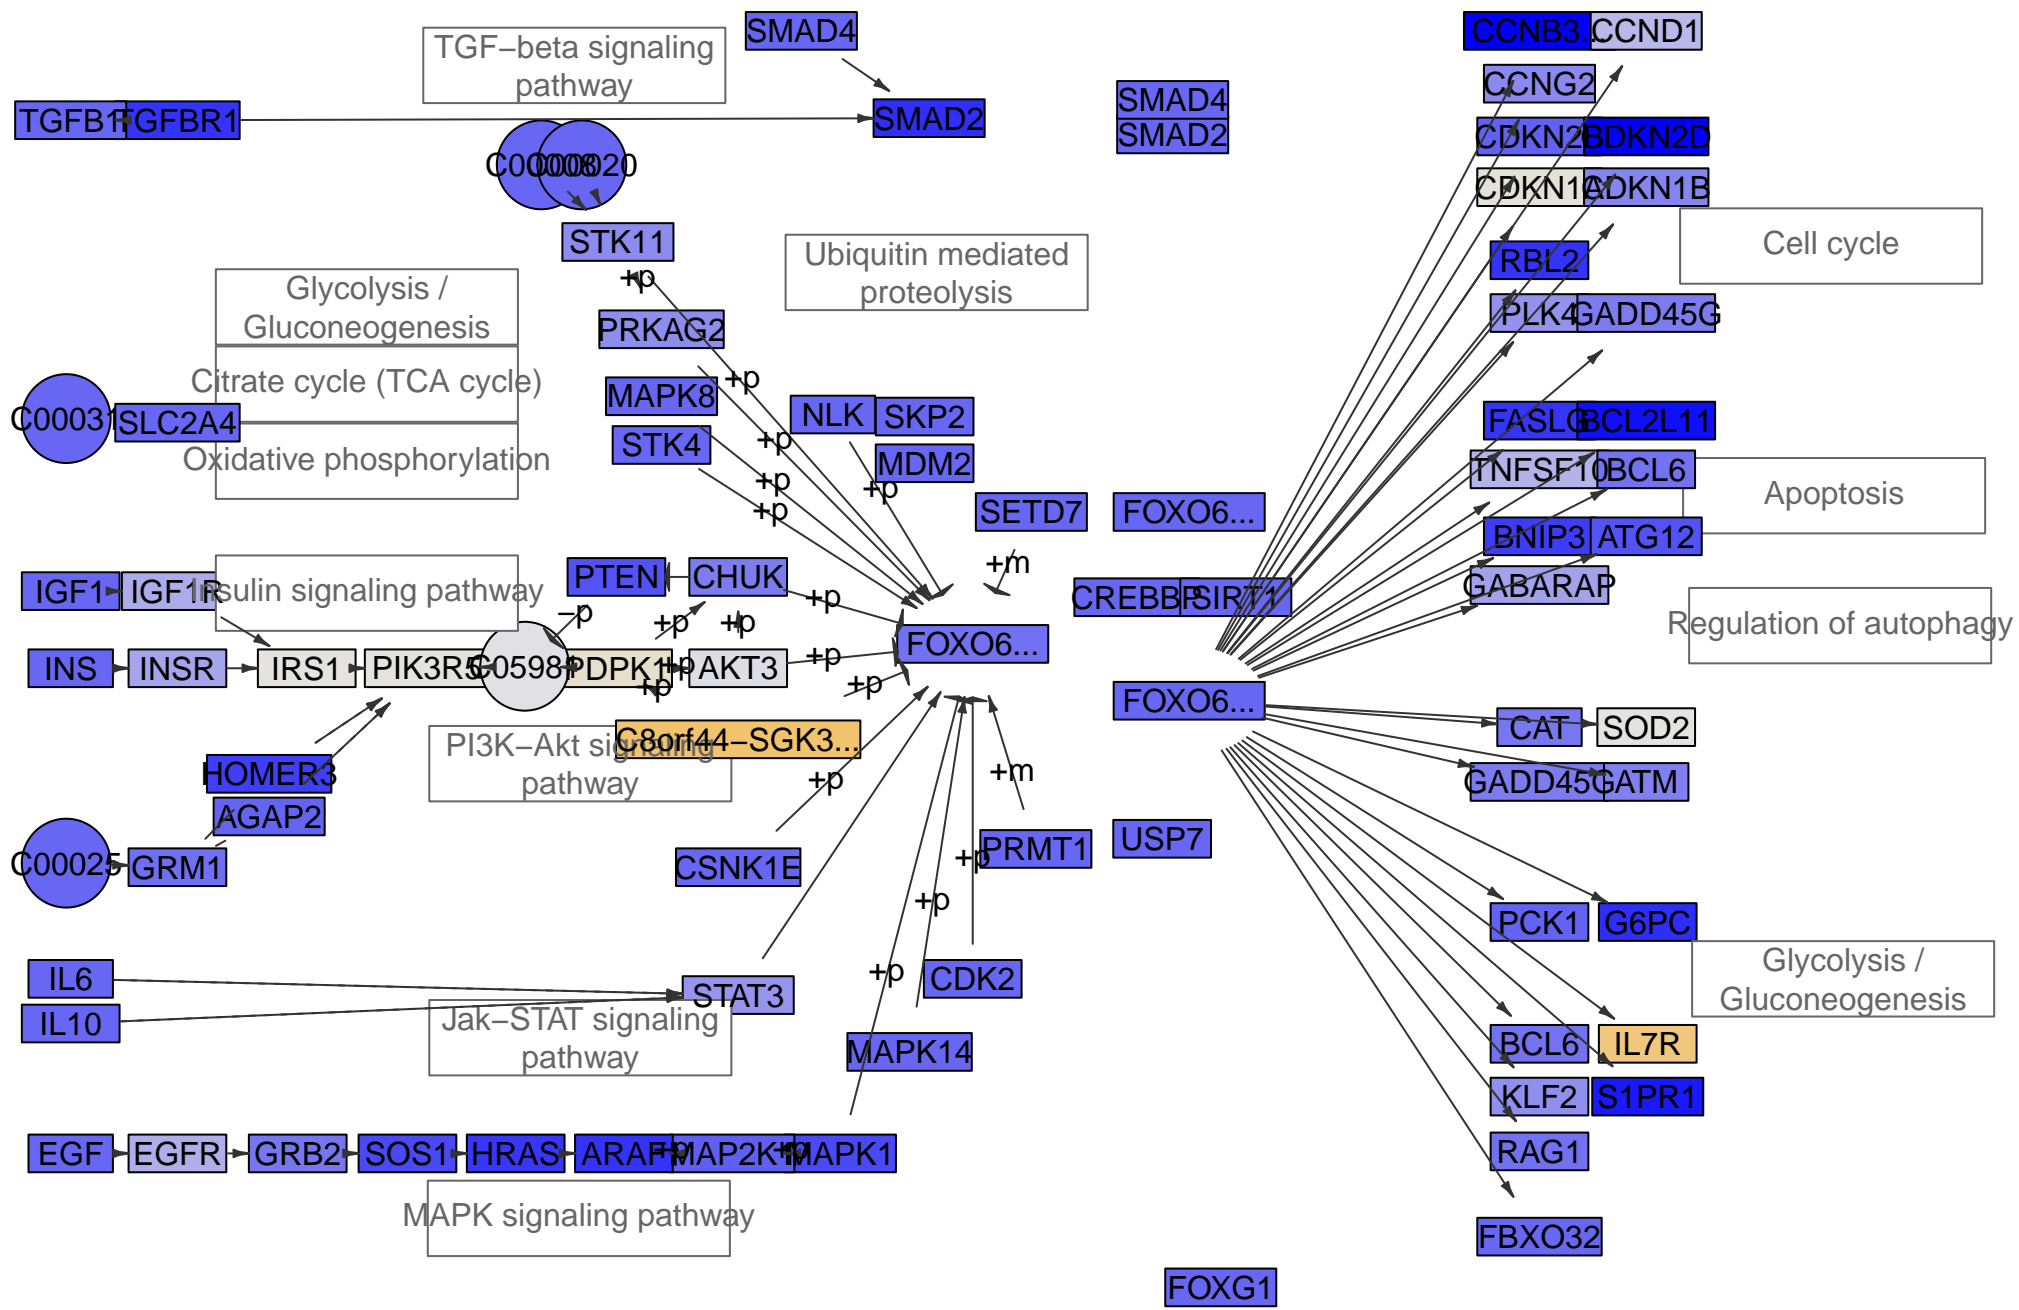 SMAD4
CCNB3...
CCND1
TGF−beta signaling
pathway
CCNG2
SMAD4
TGFB1
TGFBR1
SMAD2
SMAD2
CDKN2B
CDKN2D
C00020
CDKN1A
CDKN1B
STK11
Cell cycle
Ubiquitin mediated
proteolysis
RBL2
+p
Glycolysis /
Gluconeogenesis
PRKAG2
PLK4
GADD45G
Citrate cycle (TCA cycle)
+p
MAPK8
NLK
SKP2
C00031
SLC2A4
FASLG
BCL2L11
STK4
+p
MDM2
Oxidative phosphorylation
TNFSF10
BCL6
+p
+p
Apoptosis
+p
SETD7
FOXO6...
BNIP3
ATG12
+m
IGF1
IGF1R
Insulin signaling pathway
PTEN
CHUK
GABARAP
CREBBP
SIRT1
+p
−p
+p
+p
Regulation of autophagy
FOXO6...
INS
INSR
IRS1
PIK3R5
C05981
PDPK1
+p
AKT3
+p
+p
+p
FOXO6...
CAT
SOD2
C8orf44−SGK3...
PI3K−Akt signaling
pathway
HOMER3
+p
+m
GADD45G
GATM
AGAP2
USP7
PRMT1
C00025
GRM1
CSNK1E
+p
+p
PCK1
G6PC
IL6
+p
CDK2
Glycolysis /
Gluconeogenesis
STAT3
IL10
Jak−STAT signaling
pathway
MAPK14
BCL6
IL7R
KLF2
S1PR1
EGF
EGFR
GRB2
SOS1
HRAS
ARAF
+p
MAP2K1
+p
MAPK1
RAG1
MAPK signaling pathway
FBXO32
FOXG1